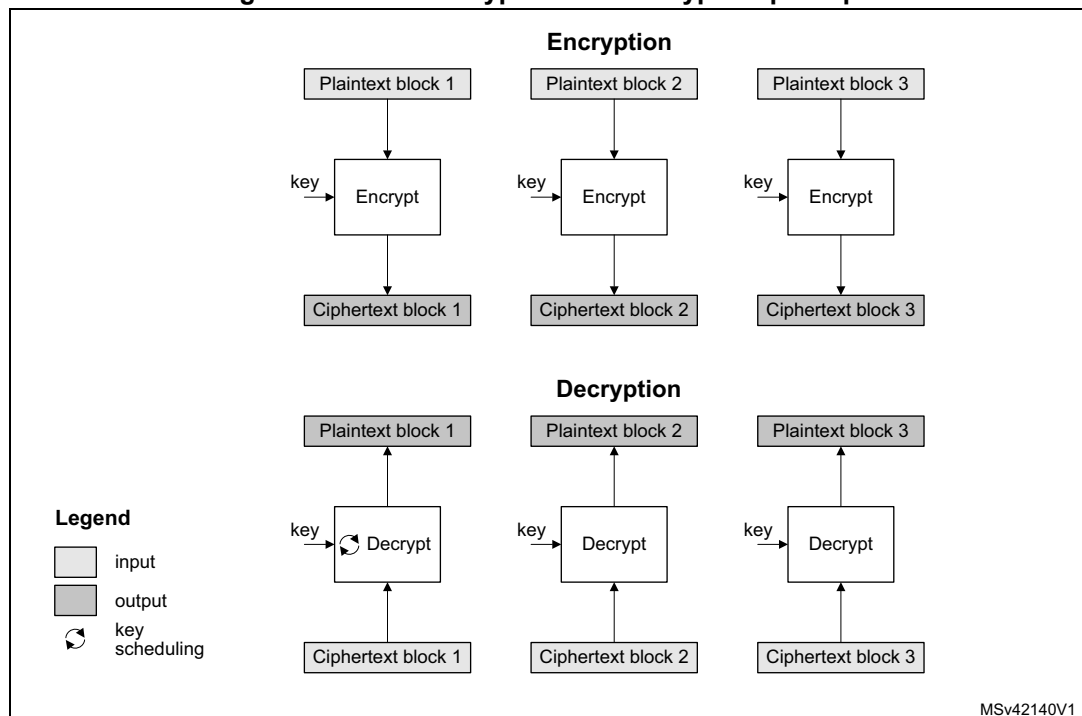 Encryption
Plaintext block 1 Plaintext block 2 Plaintext block 3
key Encrypt key Encrypt key Encrypt
Ciphertext block 1 Ciphertext block 2 Ciphertext block 3
Decryption
Plaintext block 1 Plaintext block 2 Plaintext block 3
Legend
key Decrypt key Decrypt key Decrypt
input
output
key
scheduling
Ciphertext block 1 Ciphertext block 2 Ciphertext block 3
MSv42140V1